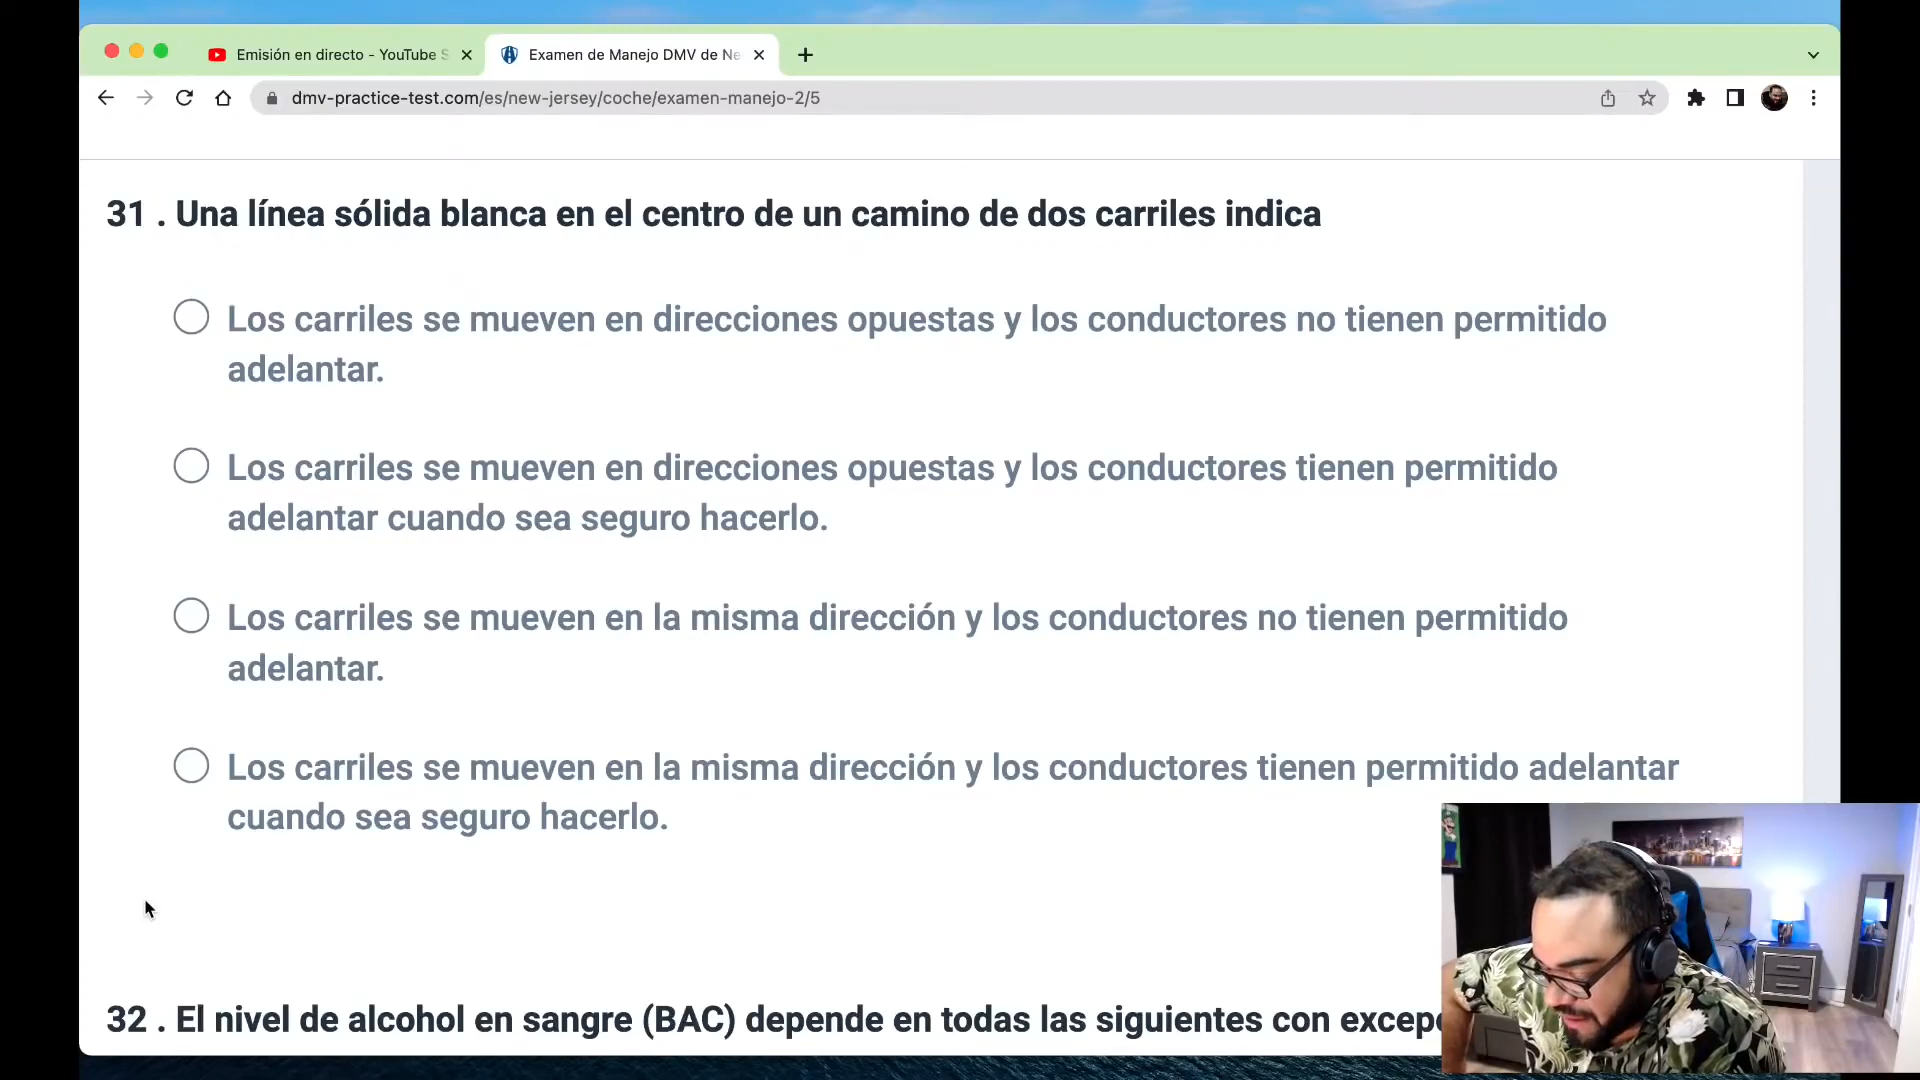 Emisión en directo - YouTube S
Examen de Manejo DMV de Ne
dmv-practice-test.com/es/new-jersey/coche/examen-manejo-2/5
31 . Una línea sólida blanca en el centro de un camino de dos carriles indica
Los carriles se mueven en direcciones opuestas y los conductores no tienen permitido
adelantar.
Los carriles se mueven en direcciones opuestas y los conductores tienen permitido
adelantar cuando sea seguro hacerlo.
Los carriles se mueven en la misma dirección y los conductores no tienen permitido
adelantar.
Los carriles se mueven en la misma dirección y los conductores tienen permitido adelantar
cuando sea seguro hacerlo.
32 . El nivel de alcohol en sangre (BAC) depende en todas las siguientes con excep